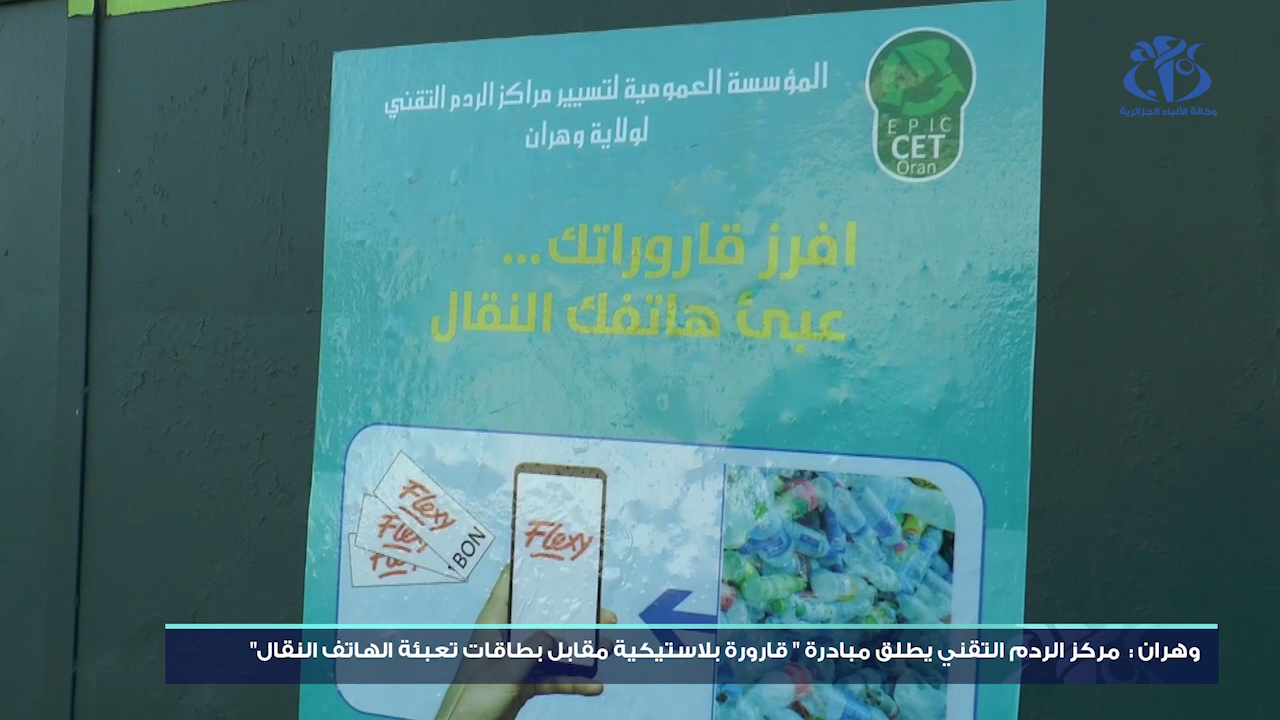 وكالة الأنباء الجزائرية
المؤسسة العمومية لتسيير مراكز الردم التقني
لولاية وهران
EPIC
CET
Oran
افرز قاروراتك...
عبئ هاتفك النقال
Flexy
Flexy
Flexy
1 BON
Flexy
وهران : مركز الردم التقني يطلق مبادرة " قارورة بلاستيكية مقابل بطاقات تعبئة الهاتف النقال"